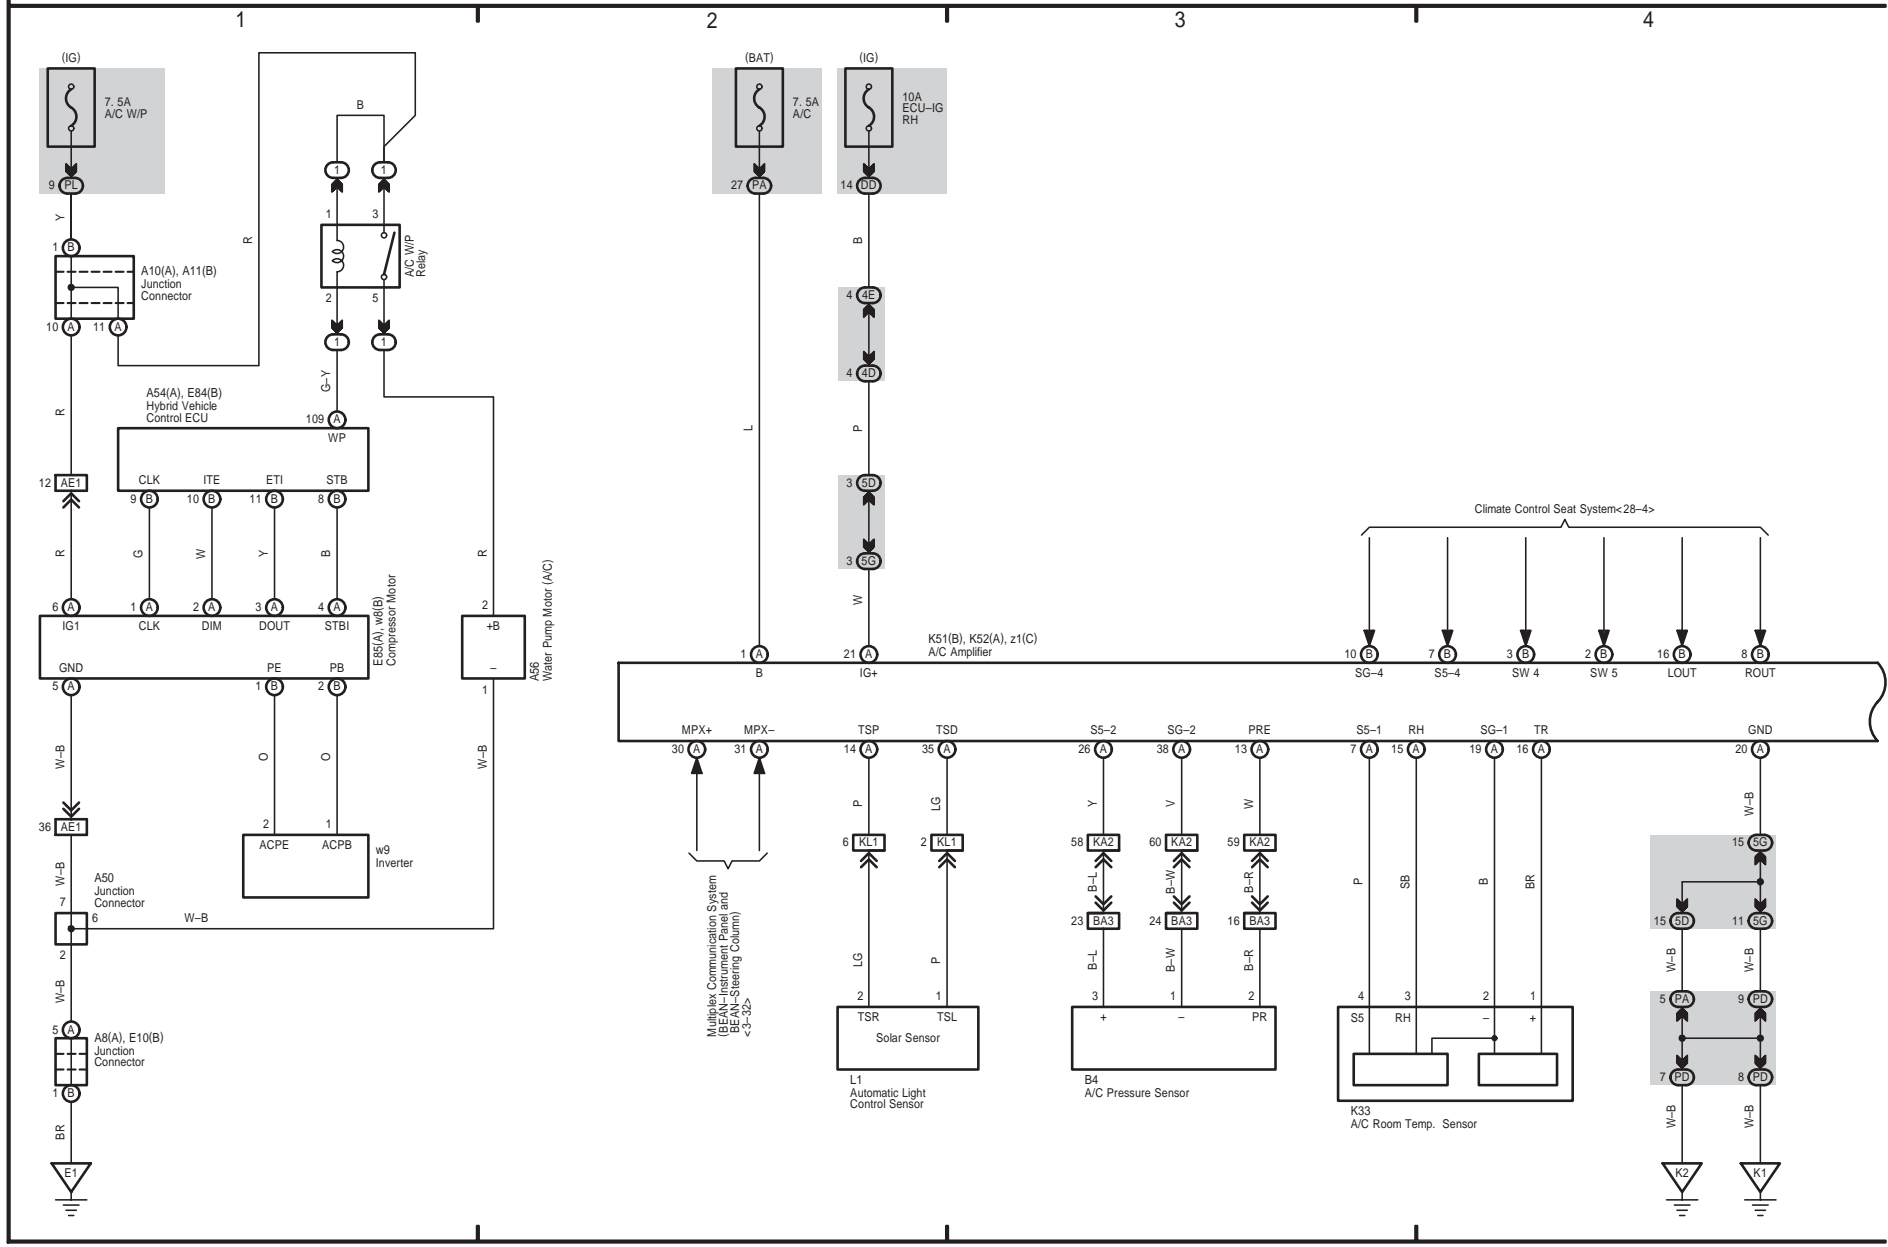 1
2
3
4
(IG)
7. 5A
A/C W/P
9 PL
Y
1 B
A10(A), A11(B)
Junction
Connector
10 A
11 A
R
R
B
1
1
1
3
A/C W/P
Relay
2
5
1
1
G–Y
A54(A), E84(B)
Hybrid Vehicle
Control ECU
109 A
WP
CLK
ITE
ETI
STB
9 B
10 B
11 B
8 B
12 AE1
R
G
W
Y
B
R
6 A
1 A
2 A
3 A
4 A
IG1
CLK
DIM
DOUT
STBI
E85(A), w8(B)
Compressor Motor
GND
PE
PB
5 A
1 B
2 B
2
+B
–
1
A56
Water Pump Motor (A/C)
W–B
O
O
W–B
36 AE1
2
1
ACPE
ACPB
w9
Inverter
W–B
A50
Junction
Connector
7
6
W–B
2
W–B
5 A
A8(A), E10(B)
Junction
Connector
1 B
BR
E1
(BAT)
7. 5A
A/C
27 PA
L
(IG)
10A
ECU–IG
RH
14 DD
B
4 4E
4 4D
P
3 5D
3 5G
W
K51(B), K52(A), z1(C)
A/C Amplifier
1 A
21 A
B
IG+
Climate Control Seat System<28–4>
10 B
7 B
3 B
2 B
16 B
8 B
SG–4
S5–4
SW 4
SW 5
LOUT
ROUT
MPX+
MPX–
TSP
TSD
S5–2
SG–2
PRE
S5–1
RH
SG–1
TR
GND
30 A
31 A
14 A
35 A
26 A
38 A
13 A
7 A
15 A
19 A
16 A
20 A
Multiplex Communication System
(BEAN–Instrument Panel and
BEAN–Steering Column)
<3–32>
P
LG
6 KL1
2 KL1
LG
P
2
1
TSR
TSL
Solar Sensor
L1
Automatic Light
Control Sensor
Y
V
W
58 KA2
60 KA2
59 KA2
B–L
B–W
B–R
23 BA3
24 BA3
16 BA3
B–L
B–W
B–R
3
1
2
+
–
PR
B4
A/C Pressure Sensor
P
SB
B
BR
4
3
2
1
S5
RH
–
+
K33
A/C Room Temp. Sensor
W–B
15 5G
15 5D
11 5G
W–B
W–B
5 PA
9 PD
7 PD
8 PD
W–B
W–B
K2
K1